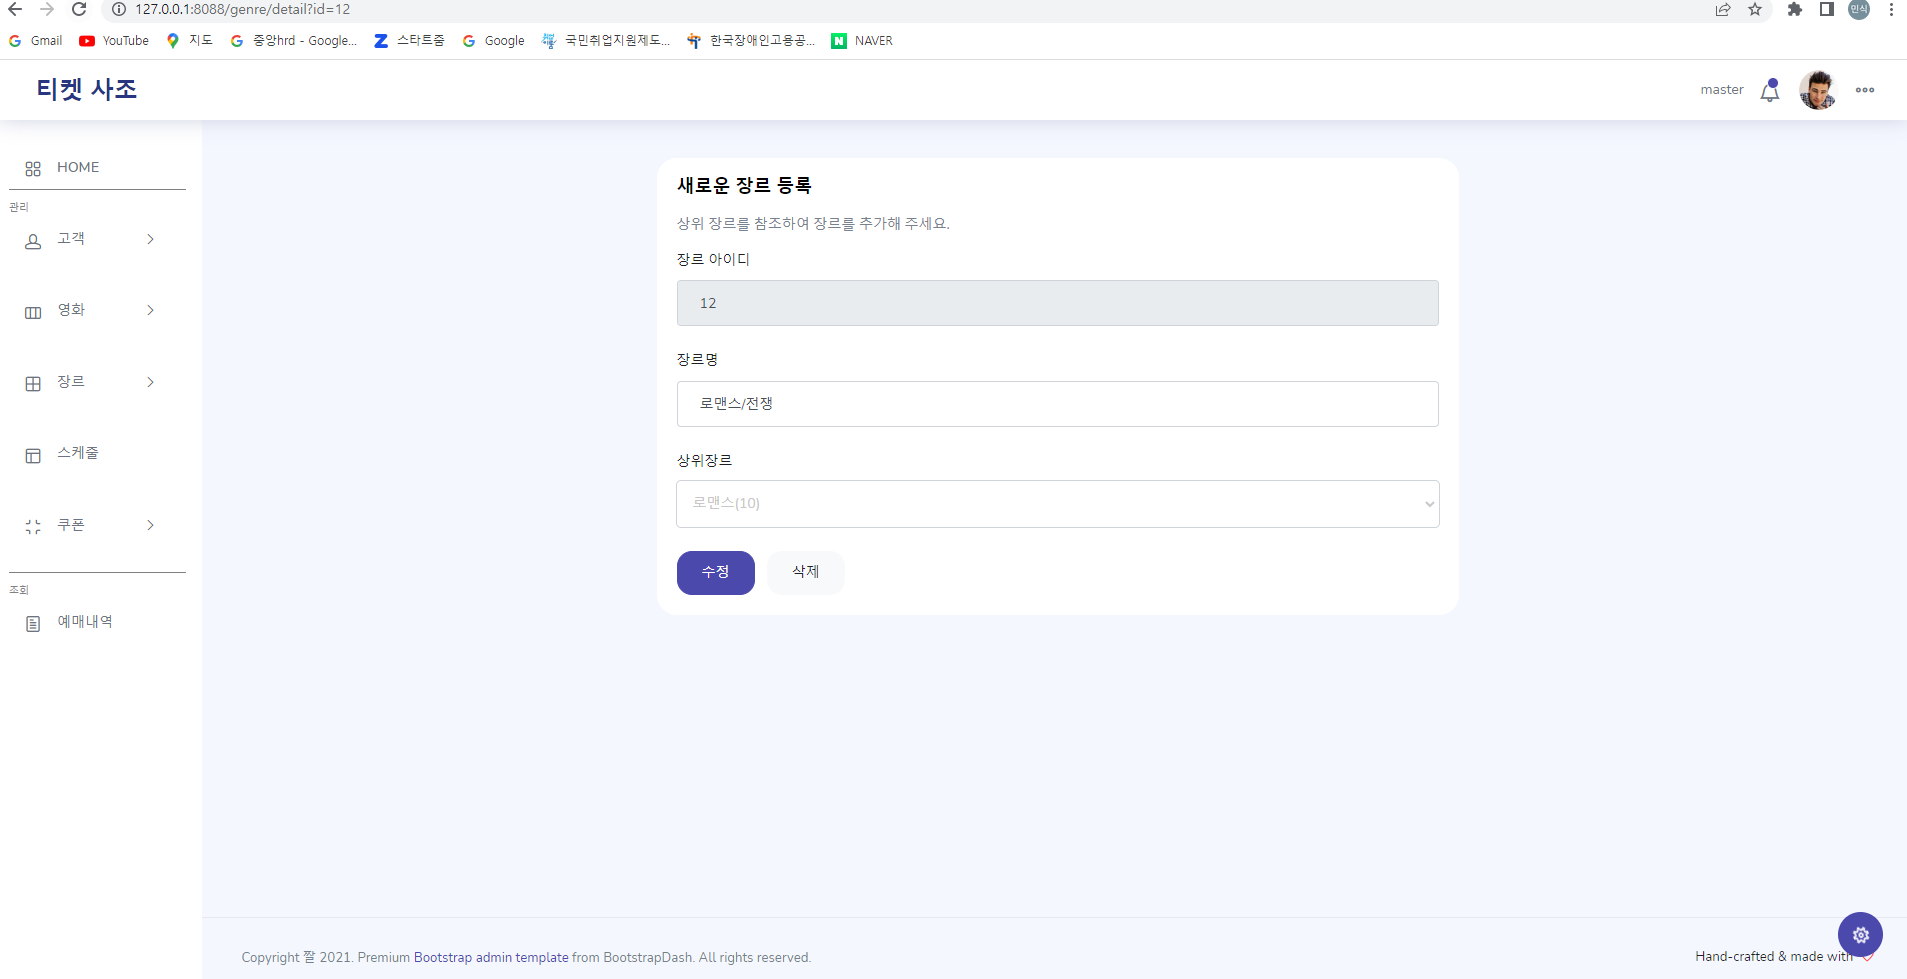 127.0.0.1:8088/genre/detail?id=12
민식
Gmail YouTube 지도 중앙hrd - Google... 스타트줌 Google 국민취업지원제도... 한국장애인고용공... NAVER
티켓 사조
master
HOME
관리
고객
영화
장르
스케줄
쿠폰
조회
예매내역
새로운 장르 등록
상위 장르를 참조하여 장르를 추가해 주세요.
장르 아이디
12
장르명
로맨스/전쟁
상위장르
로맨스(10)
수정 삭제
Copyright 짤 2021. Premium Bootstrap admin template from BootstrapDash. All rights reserved.
Hand-crafted & made with